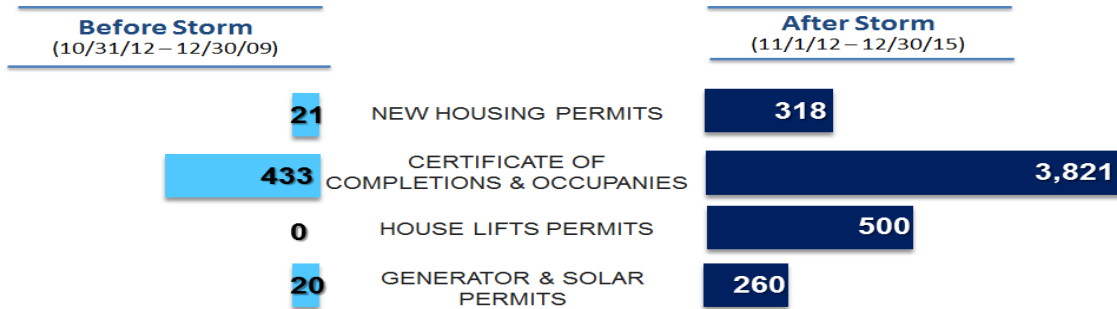 Before Storm
(10/31/12 – 12/30/09)
After Storm
(11/1/12 – 12/30/15)
21
NEW HOUSING PERMITS
318
433
CERTIFICATE OF
COMPLETIONS & OCCUPANIES
3,821
0
HOUSE LIFTS PERMITS
500
20
GENERATOR & SOLAR
PERMITS
260